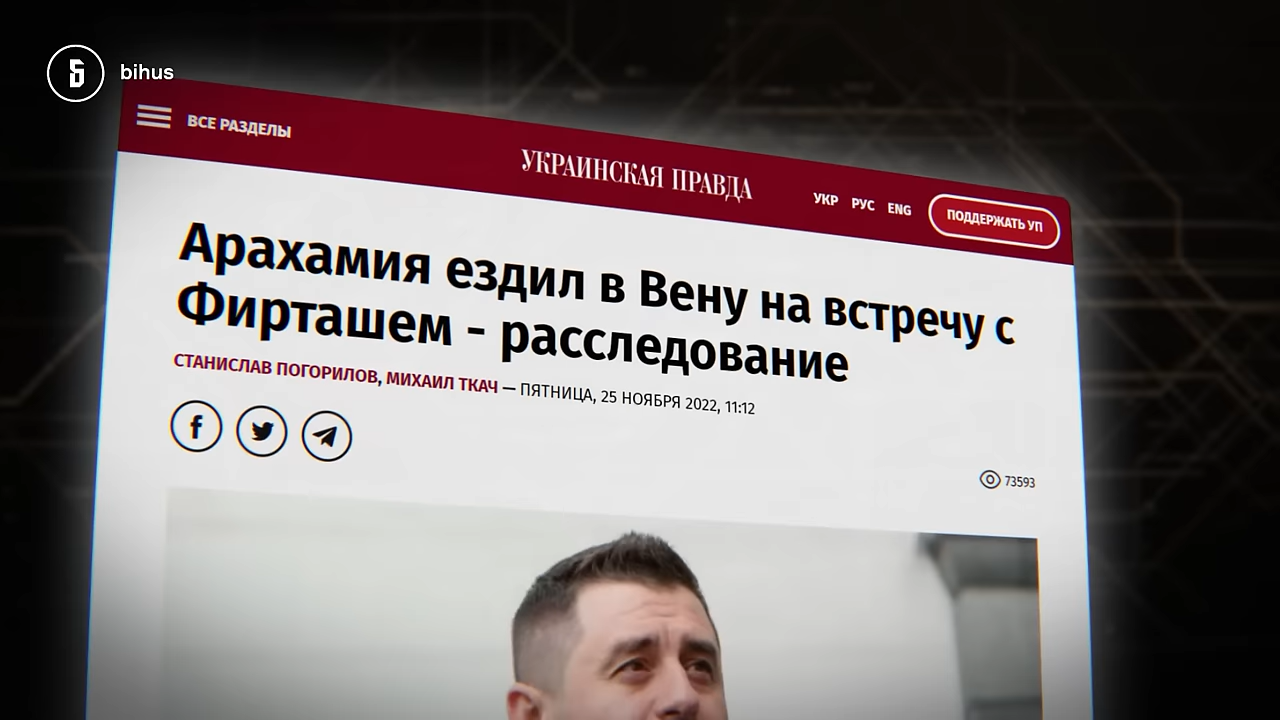 bihus
ВСЕ РАЗДЕЛЫ
УКРАИНСКАЯ ПРАВДА
УКР РУС ENG
ПОДДЕРЖАТЬ УП
Арахамия ездил в Вену на встречу с
Фирташем - расследование
СТАНИСЛАВ ПОГОРИЛОВ, МИХАИЛ ТКАЧ — ПЯТНИЦА, 25 НОЯБРЯ 2022, 11:12
73593